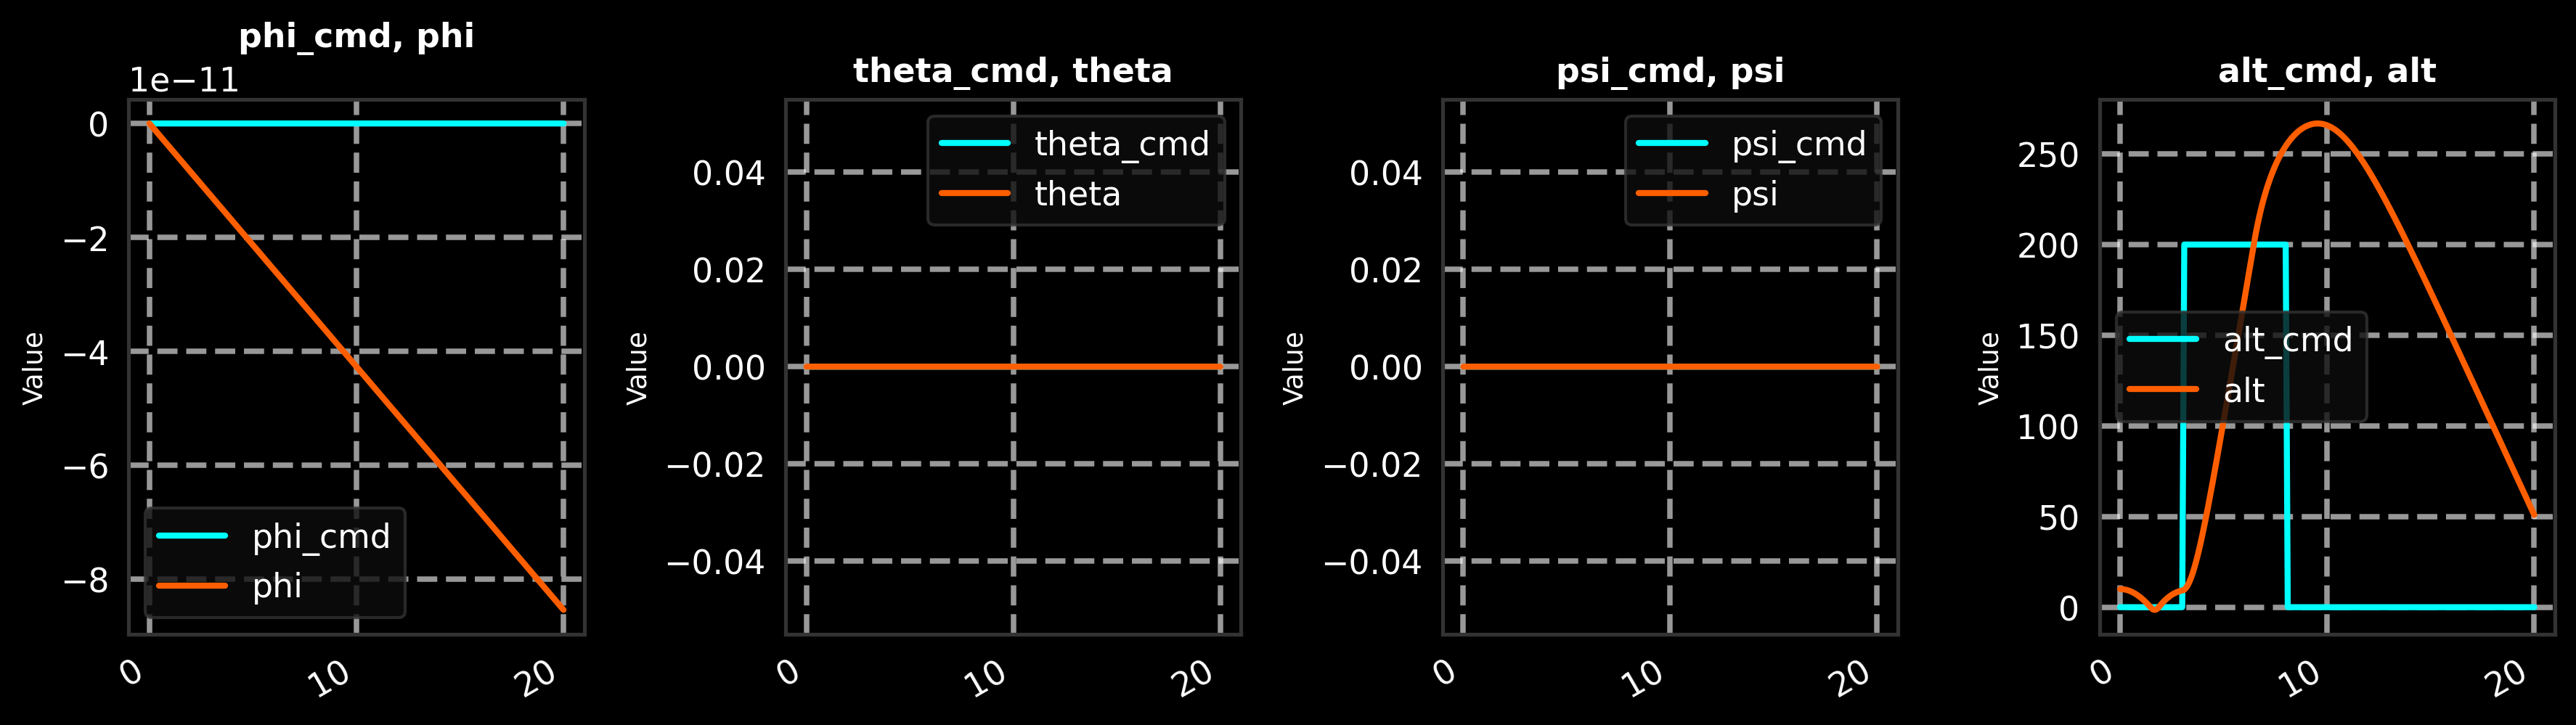 phi_cmd, phi
1e−11
0
−2
−4
−6
−8
Value
phi_cmd
phi
0
10
20
theta_cmd, theta
0.04
0.02
0.00
−0.02
−0.04
Value
theta_cmd
theta
0
10
20
psi_cmd, psi
0.04
0.02
0.00
−0.02
−0.04
Value
psi_cmd
psi
0
10
20
alt_cmd, alt
250
200
150
100
50
0
Value
alt_cmd
alt
0
10
20